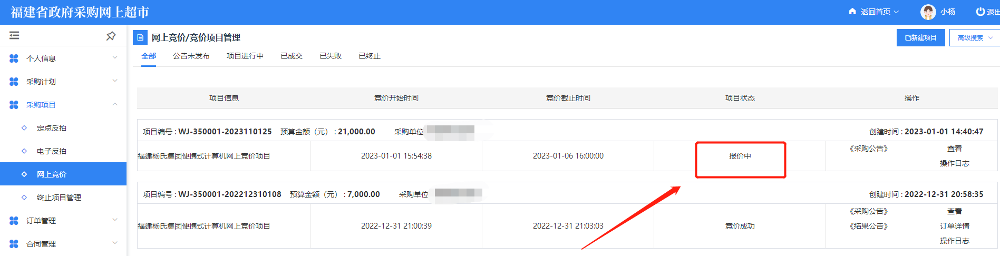 福建省政府采购网上超市
返回首页
小杨
退出
个人信息
采购计划
采购项目
定点反拍
电子反拍
网上竞价
终止项目管理
订单管理
合同管理
网上竞价/竞价项目管理
新建项目
高级搜索
全部 公告未发布 项目进行中 已成交 已失败 已终止
项目信息 竞价开始时间 竞价截止时间 项目状态 操作
项目编号 : WJ-350001-2023110125 预算金额（元） : 21,000.00 采购单位 创建时间 : 2023-01-01 14:40:47
福建杨氏集团便携式计算机网上竞价项目 2023-01-01 15:54:38 2023-01-06 16:00:00 报价中
《采购公告》 查看
操作日志
项目编号 : WJ-350001-202212310108 预算金额（元） : 7,000.00 采购单位 创建时间 : 2022-12-31 20:58:35
福建杨氏集团便携式计算机网上竞价项目 2022-12-31 21:00:39 2022-12-31 21:03:03 竞价成功
《采购公告》 查看
《结果公告》 订单详情
操作日志